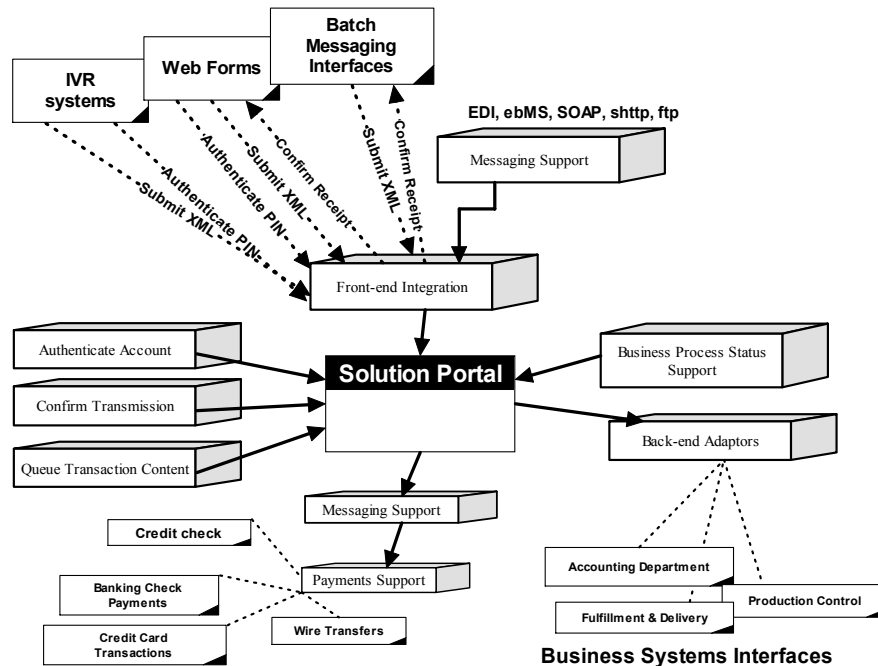 Batch
Messaging
Interfaces
Web Forms
IVR
systems
EDI, ebMS, SOAP, shttp, ftp
Messaging Support
Submit XML
Authenticate PIN
Authenticate PIN
Submit XML
Confirm Receipt
Submit XML
Confirm Receipt
Front-end Integration
Authenticate Account
Solution Portal
Business Process Status
Support
Confirm Transmission
Back-end Adaptors
Queue Transaction Content
Messaging Support
Credit check
Payments Support
Accounting Department
Banking Check
Payments
Production Control
Fulfillment & Delivery
Wire Transfers
Credit Card
Transactions
Business Systems Interfaces